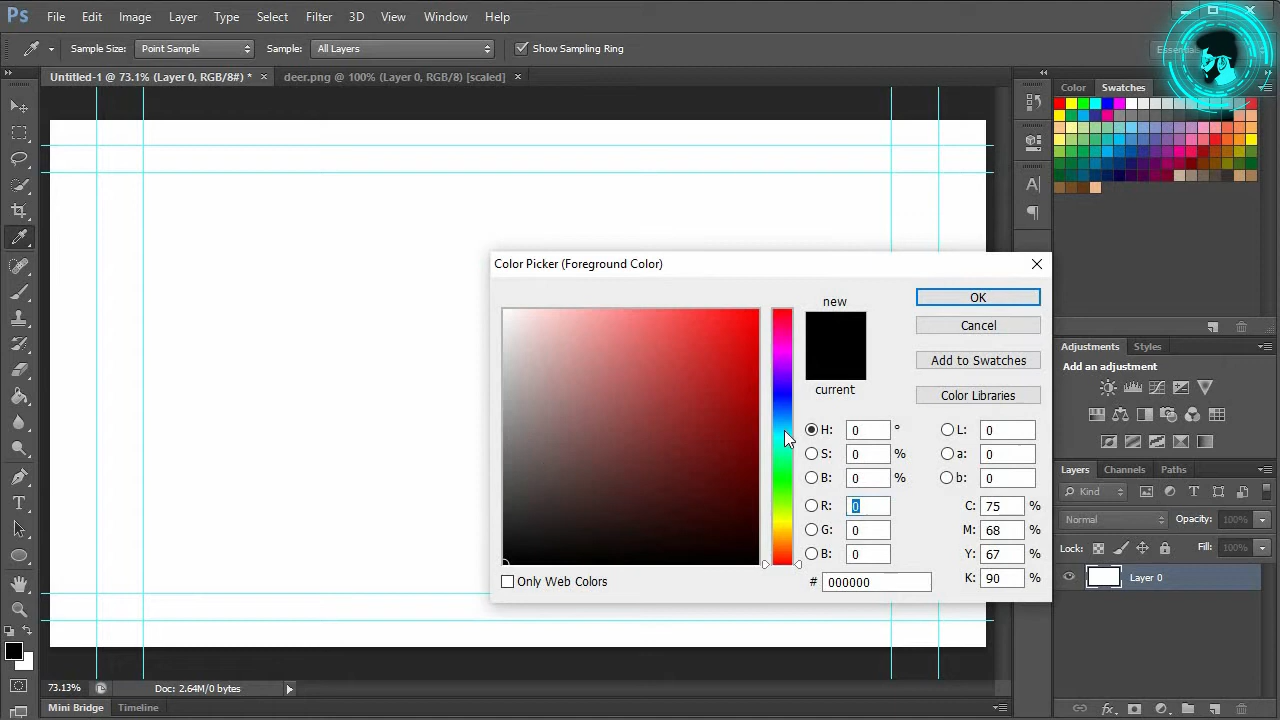 Ps File Edit Image Layer Type Select Filter 3D View Window Help
Sample Size: Point Sample Sample: All Layers Show Sampling Ring
Untitled-1 @ 73.1% (Layer 0, RGB/8#) * × deer.png @ 100% (Layer 0, RGB/8) [scaled] ×
Color Swatches
Color Picker (Foreground Color)
new
OK
Cancel
current
Add to Swatches
Color Libraries
H: 0 ° L: 0
S: 0 % a: 0
B: 0 % b: 0
R: 0 C: 75 %
G: 0 M: 68 %
B: 0 Y: 67 %
Only Web Colors # 000000 K: 90 %
Adjustments Styles
Add an adjustment
Layers Channels Paths
Kind
Normal Opacity: 100%
Lock: Fill: 100%
Layer 0
73.13% Doc: 2.64M/0 bytes
Mini Bridge Timeline